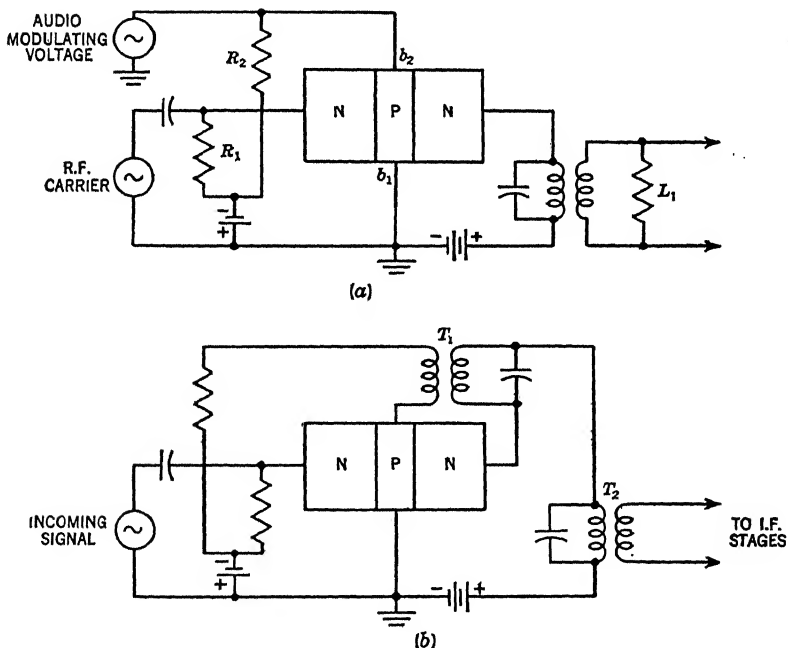 AUDIO
MODULATING
VOLTAGE
R₂
b₂
N P N
R₁
b₁
R.F.
CARRIER
L₁
- +
- +
(a)
T₁
N P N
T₂
INCOMING
SIGNAL
TO I.F.
STAGES
- +
- +
(b)